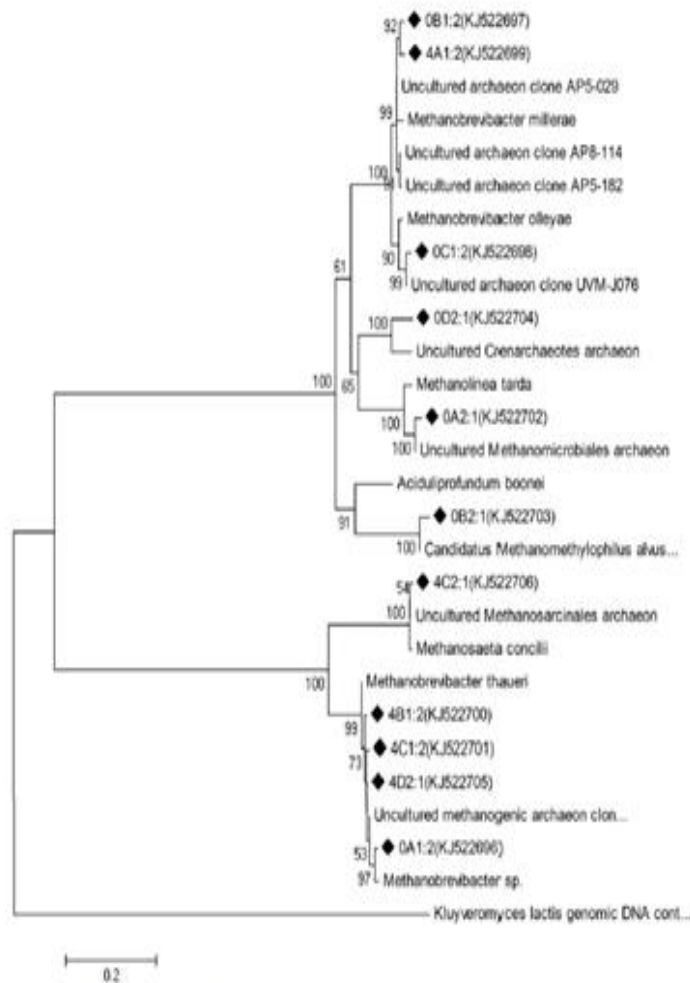 92
◆ 0B1:2(KJ522697)
◆ 4A1:2(KJ522699)
Uncultured archaeon clone AP5-029
99
Methanobrevibacter millerae
Uncultured archaeon clone AP8-114
100
Uncultured archaeon clone AP5-182
Methanobrevibacter olleyae
90
◆ 0C1:2(KJ522698)
99
Uncultured archaeon clone UVM-J076
61
◆ 0D2:1(KJ522704)
100
Uncultured Crenarchaeotes archaeon
100
65
Methanolinea tarda
100
◆ 0A2:1(KJ522702)
100
Uncultured Methanomicrobiales archaeon
Aciduliprofundum boonei
91
◆ 0B2:1(KJ522703)
100
Candidatus Methanomethylophilus alvus...
54
◆ 4C2:1(KJ522706)
100
Uncultured Methanosarcinales archaeon
Methanosaeta concilii
100
Methanobrevibacter thaueri
99
◆ 4B1:2(KJ522700)
73
◆ 4C1:2(KJ522701)
◆ 4D2:1(KJ522705)
Uncultured methanogenic archaeon clon...
53
◆ 0A1:2(KJ522696)
97
Methanobrevibacter sp.
Kluyveromyces lactis genomic DNA cont...
0.2